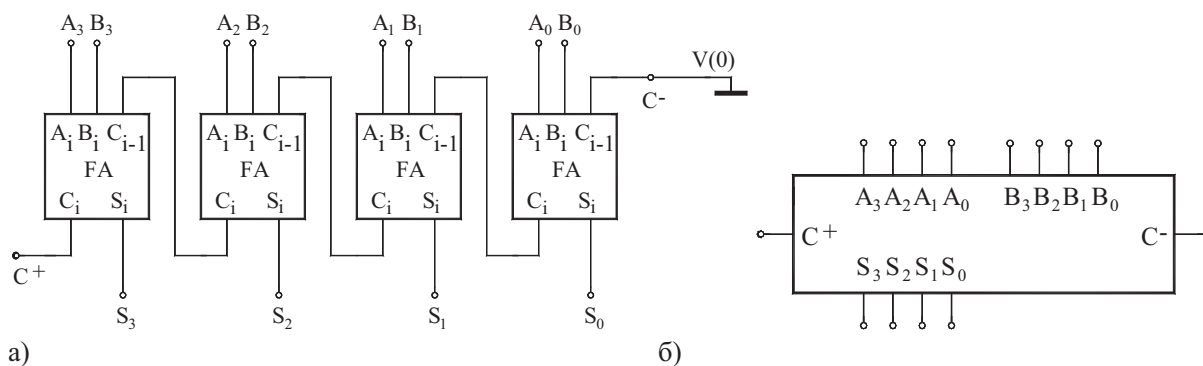 A₃ B₃ A₂ B₂ A₁ B₁ A₀ B₀
V(0)
C-
Aᵢ Bᵢ Cᵢ₋₁ Aᵢ Bᵢ Cᵢ₋₁ Aᵢ Bᵢ Cᵢ₋₁ Aᵢ Bᵢ Cᵢ₋₁
FA FA FA FA
Cᵢ Sᵢ Cᵢ Sᵢ Cᵢ Sᵢ Cᵢ Sᵢ
C+
S₃ S₂ S₁ S₀
а)
A₃ A₂ A₁ A₀ B₃ B₂ B₁ B₀
C+ C-
S₃ S₂ S₁ S₀
б)